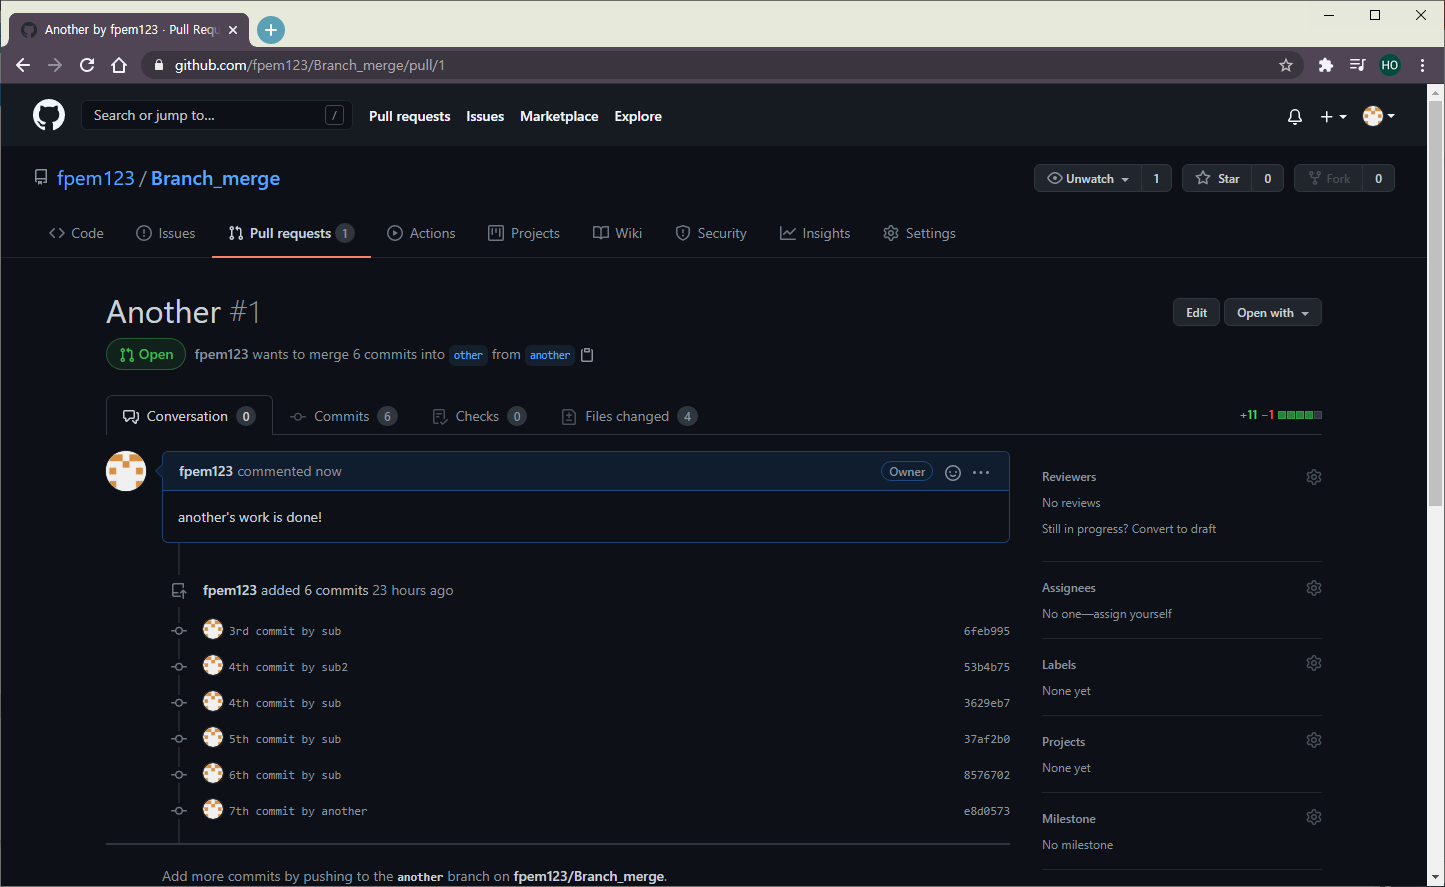 Another by fpem123 · Pull Requ
github.com/fpem123/Branch_merge/pull/1
HO
Search or jump to... /
Pull requests Issues Marketplace Explore
fpem123 / Branch_merge
Unwatch 1 Star 0 Fork 0
Code Issues Pull requests 1 Actions Projects Wiki Security Insights Settings
Another #1
Edit Open with
Open fpem123 wants to merge 6 commits into other from another
Conversation 0 Commits 6 Checks 0 Files changed 4
+11 −1
fpem123 commented now
Owner
another's work is done!
fpem123 added 6 commits 23 hours ago
3rd commit by sub 6feb995
4th commit by sub2 53b4b75
4th commit by sub 3629eb7
5th commit by sub 37af2b0
6th commit by sub 8576702
7th commit by another e8d0573
Add more commits by pushing to the another branch on fpem123/Branch_merge.
Reviewers
No reviews
Still in progress? Convert to draft
Assignees
No one—assign yourself
Labels
None yet
Projects
None yet
Milestone
No milestone